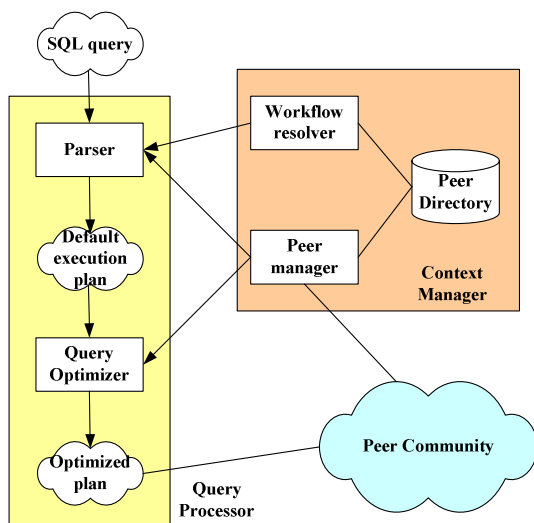 SQL query
Parser
Default
execution
plan
Query
Optimizer
Optimized
plan
Query
Processor
Workflow
resolver
Peer
manager
Peer
Directory
Context
Manager
Peer Community